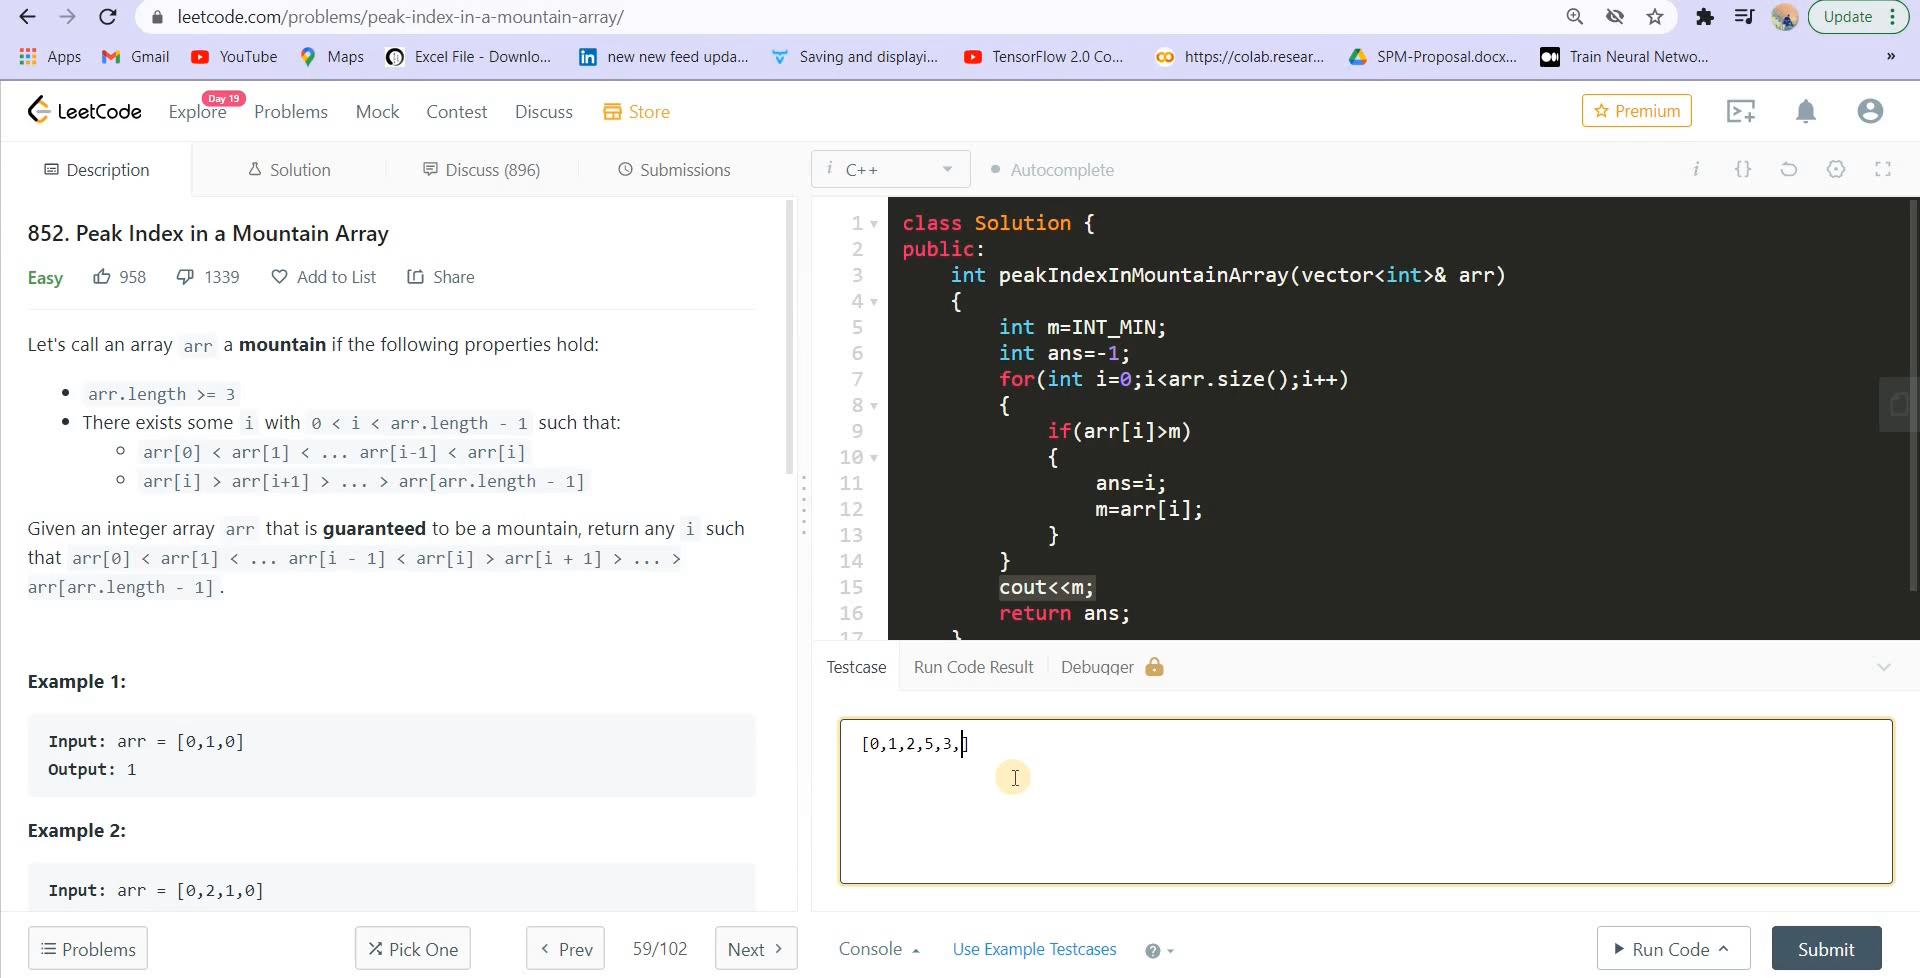 leetcode.com/problems/peak-index-in-a-mountain-array/
Update
Apps Gmail YouTube Maps Excel File - Downlo... new new feed upda... Saving and displayi... TensorFlow 2.0 Co... https://colab.resear... SPM-Proposal.docx... Train Neural Netwo... »
LeetCode Explore Day 19 Problems Mock Contest Discuss Store Premium
Description Solution Discuss (896) Submissions
i C++ Autocomplete
852. Peak Index in a Mountain Array
Easy 958 1339 Add to List Share
Let's call an array arr a mountain if the following properties hold:
• arr.length >= 3
• There exists some i with 0 < i < arr.length - 1 such that:
arr[0] < arr[1] < ... arr[i-1] < arr[i]
arr[i] > arr[i+1] > ... > arr[arr.length - 1]
Given an integer array arr that is guaranteed to be a mountain, return any i such
that arr[0] < arr[1] < ... arr[i - 1] < arr[i] > arr[i + 1] > ... >
arr[arr.length - 1].
Example 1:
Input: arr = [0,1,0]
Output: 1
Example 2:
Input: arr = [0,2,1,0]
Problems Pick One Prev 59/102 Next
1 class Solution {
2 public:
3 int peakIndexInMountainArray(vector<int>& arr)
4 {
5 int m=INT_MIN;
6 int ans=-1;
7 for(int i=0;i<arr.size();i++)
8 {
9 if(arr[i]>m)
10 {
11 ans=i;
12 m=arr[i];
13 }
14 }
15 cout<<m;
16 return ans;
17 }
Testcase Run Code Result Debugger
[0,1,2,5,3,]
Console Use Example Testcases ? Run Code Submit